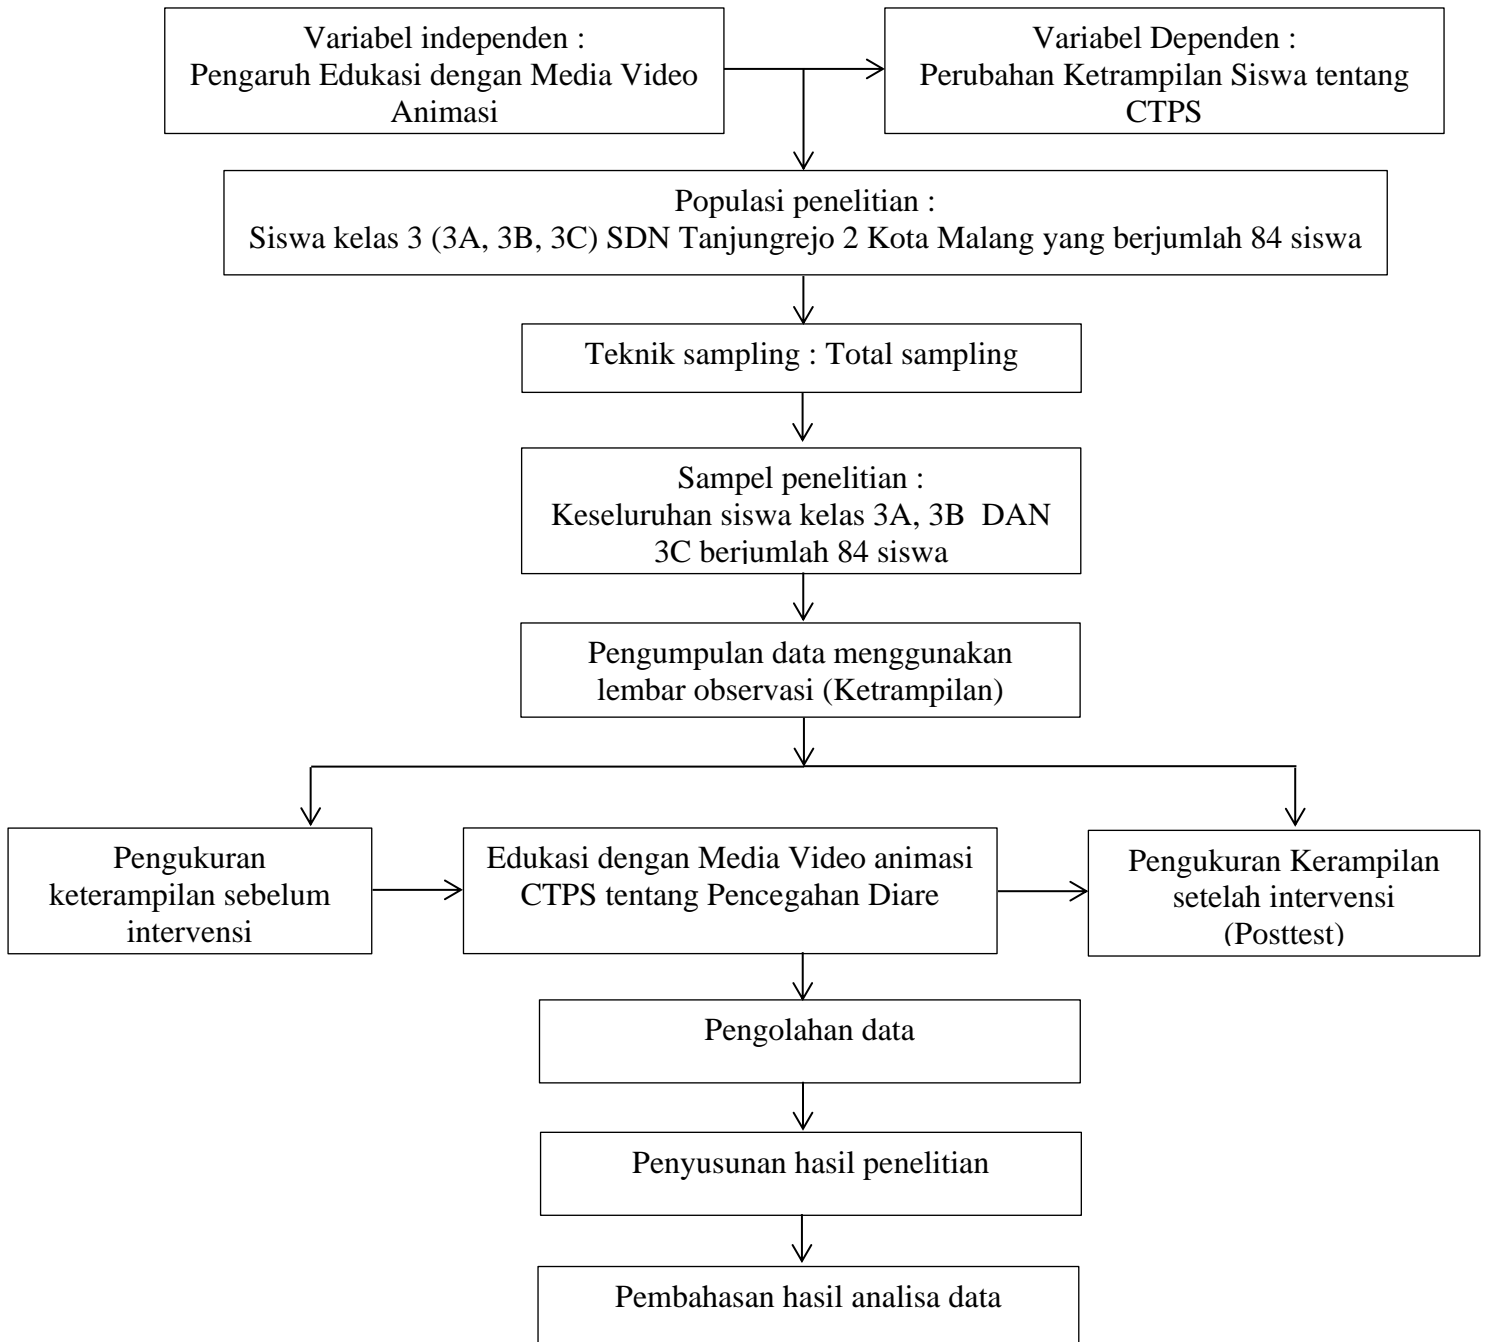 Variabel independen :
Pengaruh Edukasi dengan Media Video
Animasi
Variabel Dependen :
Perubahan Ketrampilan Siswa tentang
CTPS
Populasi penelitian :
Siswa kelas 3 (3A, 3B, 3C) SDN Tanjungrejo 2 Kota Malang yang berjumlah 84 siswa
Teknik sampling : Total sampling
Sampel penelitian :
Keseluruhan siswa kelas 3A, 3B DAN
3C berjumlah 84 siswa
Pengumpulan data menggunakan
lembar observasi (Ketrampilan)
Pengukuran
keterampilan sebelum
intervensi
Edukasi dengan Media Video animasi
CTPS tentang Pencegahan Diare
Pengukuran Kerampilan
setelah intervensi
(Posttest)
Pengolahan data
Penyusunan hasil penelitian
Pembahasan hasil analisa data